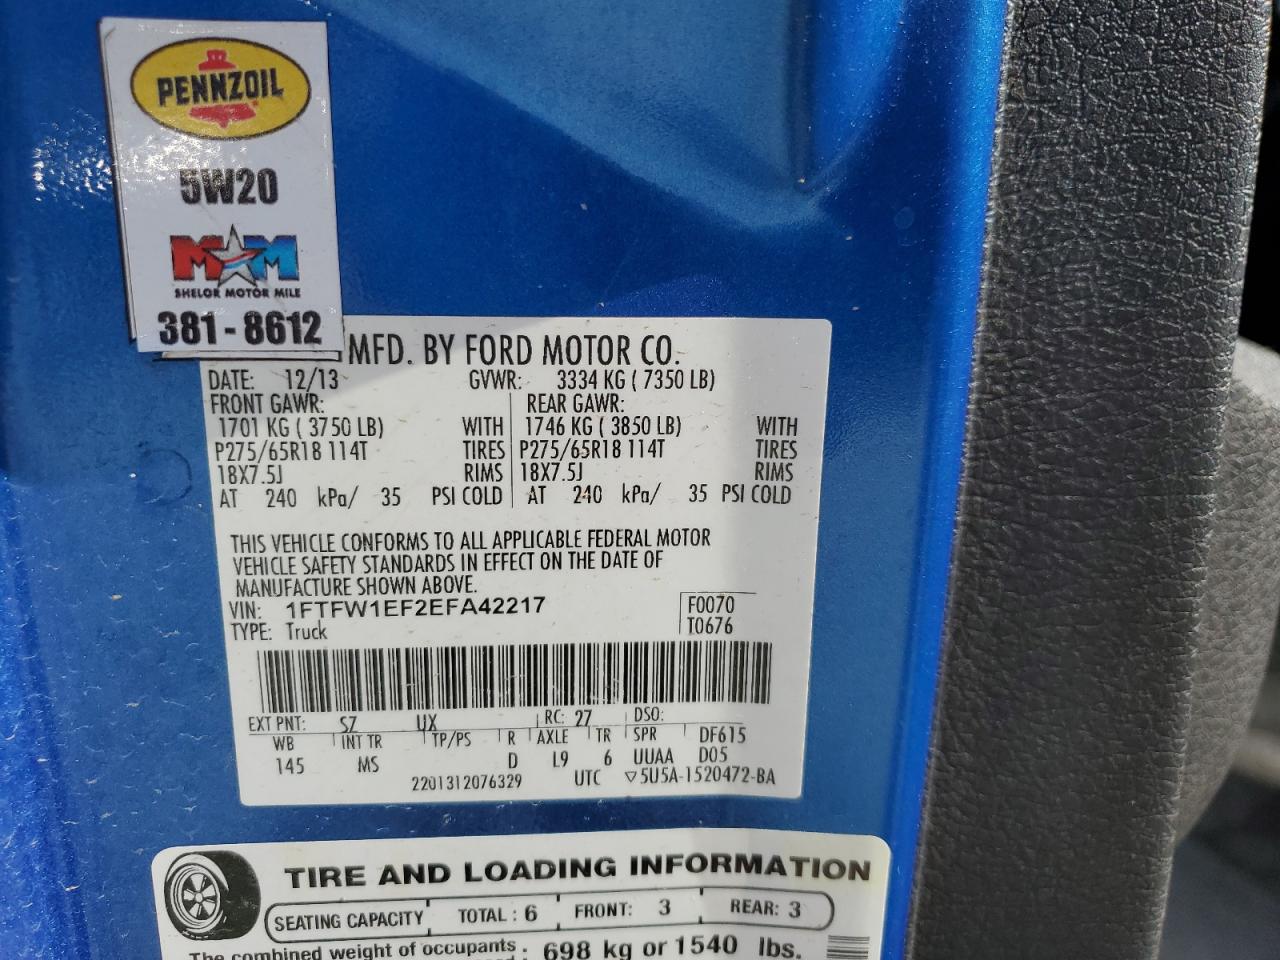 PENNZOIL
5W20
MM
SHELOR MOTOR MILE
381-8612
MFD. BY FORD MOTOR CO.
DATE: 12/13 GVWR: 3334 KG ( 7350 LB)
FRONT GAWR: REAR GAWR:
1701 KG ( 3750 LB) WITH 1746 KG ( 3850 LB) WITH
P275/65R18 114T TIRES P275/65R18 114T TIRES
18X7.5J RIMS 18X7.5J RIMS
AT 240 kPa/ 35 PSI COLD AT 240 kPa/ 35 PSI COLD
THIS VEHICLE CONFORMS TO ALL APPLICABLE FEDERAL MOTOR
VEHICLE SAFETY STANDARDS IN EFFECT ON THE DATE OF
MANUFACTURE SHOWN ABOVE.
VIN: 1FTFW1EF2EFA42217 F0070
TYPE: Truck T0676
EXT PNT: SZ UX RC: 27 DSO:
WB INT TR TP/PS R AXLE TR SPR DF615
145 MS D L9 6 UUAA D05
2201312076329 UTC ▽5U5A-1520472-BA
TIRE AND LOADING INFORMATION
SEATING CAPACITY TOTAL : 6 FRONT: 3 REAR: 3
The combined weight of occupants 698 kg or 1540 lbs.